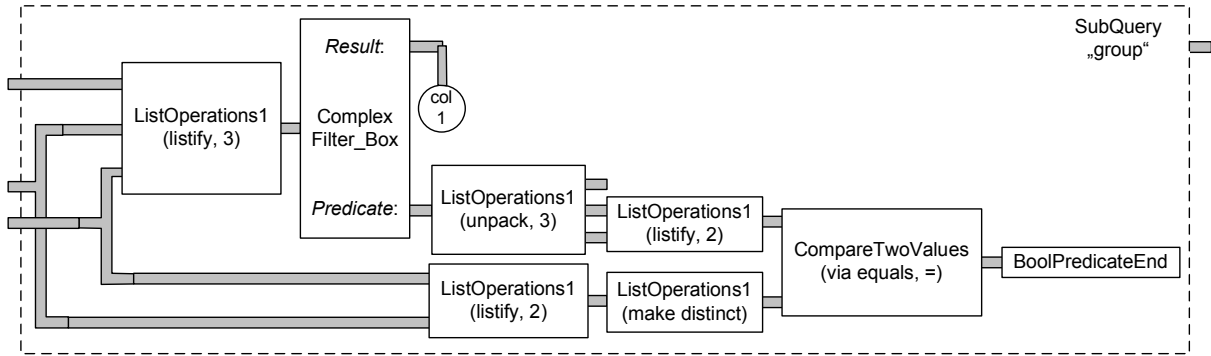 SubQuery
„group“
Result:
ListOperations1
(listify, 3)
col
1
Complex
Filter_Box
Predicate:
ListOperations1
(unpack, 3)
ListOperations1
(listify, 2)
CompareTwoValues
(via equals, =)
BoolPredicateEnd
ListOperations1
(listify, 2)
ListOperations1
(make distinct)